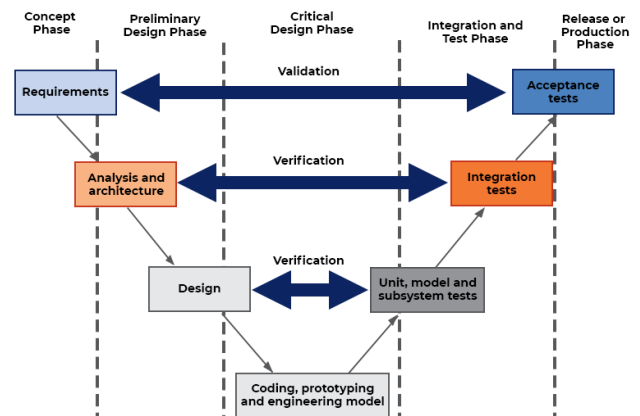 Concept
Phase
Preliminary
Design Phase
Critical
Design Phase
Integration and
Test Phase
Release or
Production
Phase
Validation
Requirements
Acceptance
tests
Verification
Analysis and
architecture
Integration
tests
Verification
Design
Unit, model and
subsystem tests
Coding, prototyping
and engineering model